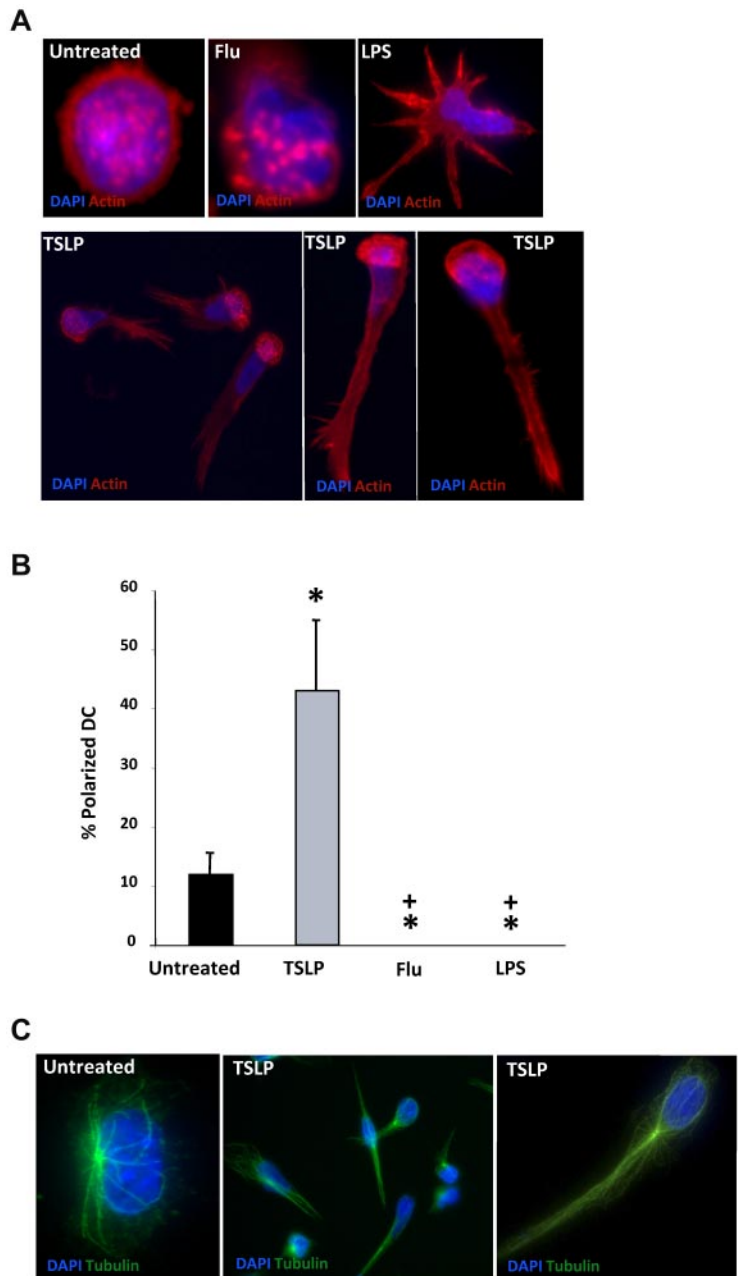 A
Untreated
Flu
LPS
DAPI Actin
DAPI Actin
DAPI Actin
TSLP
TSLP
TSLP
DAPI Actin
DAPI Actin
DAPI Actin
B
% Polarized DC
60
50
40
30
20
10
0
*
+
*
+
*
Untreated
TSLP
Flu
LPS
C
Untreated
TSLP
TSLP
DAPI Tubulin
DAPI Tubulin
DAPI Tubulin